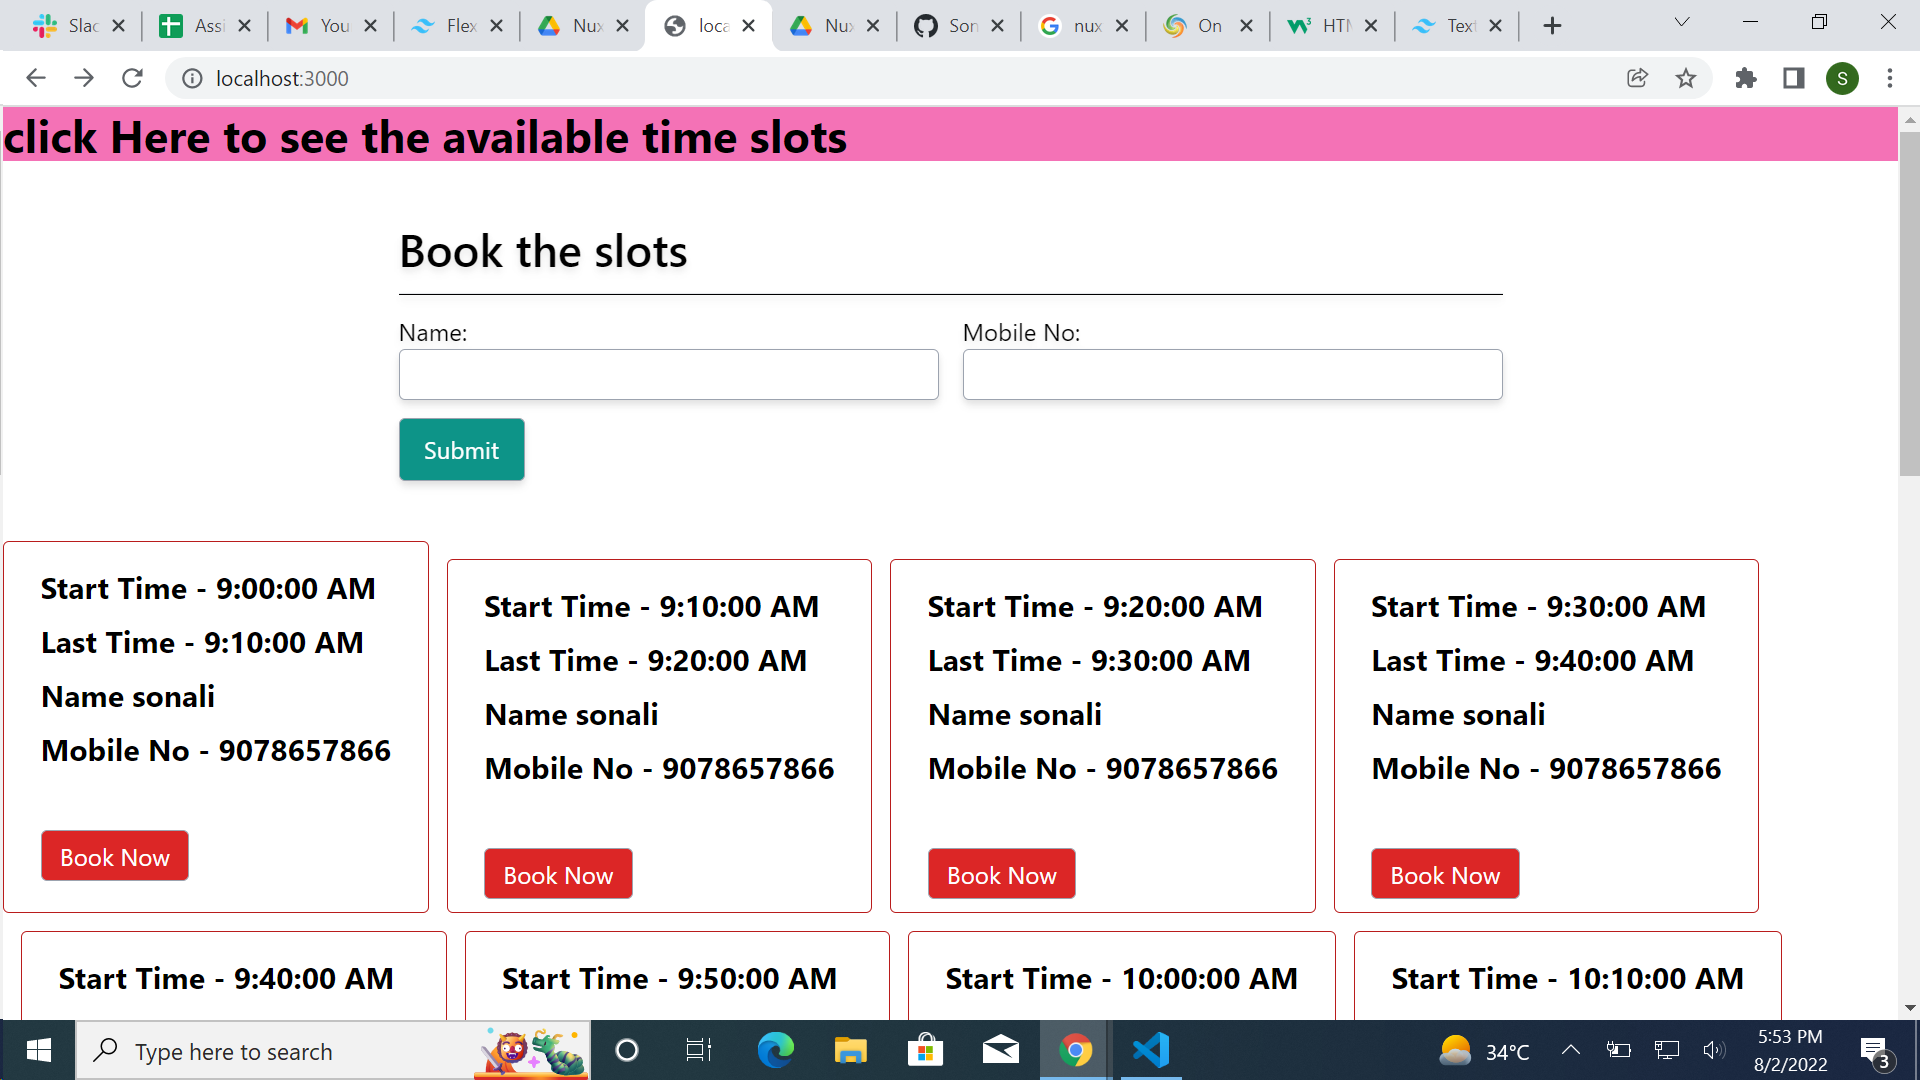 Slac
Assi
You
Flex
Nux
loca
Nux
Son
nux
On
HTM
Text
localhost:3000
S
click Here to see the available time slots
Book the slots
Name:
Mobile No:
Submit
Start Time - 9:00:00 AM
Last Time - 9:10:00 AM
Name sonali
Mobile No - 9078657866
Book Now
Start Time - 9:10:00 AM
Last Time - 9:20:00 AM
Name sonali
Mobile No - 9078657866
Book Now
Start Time - 9:20:00 AM
Last Time - 9:30:00 AM
Name sonali
Mobile No - 9078657866
Book Now
Start Time - 9:30:00 AM
Last Time - 9:40:00 AM
Name sonali
Mobile No - 9078657866
Book Now
Start Time - 9:40:00 AM
Start Time - 9:50:00 AM
Start Time - 10:00:00 AM
Start Time - 10:10:00 AM
Type here to search
34°C
5:53 PM
8/2/2022
3